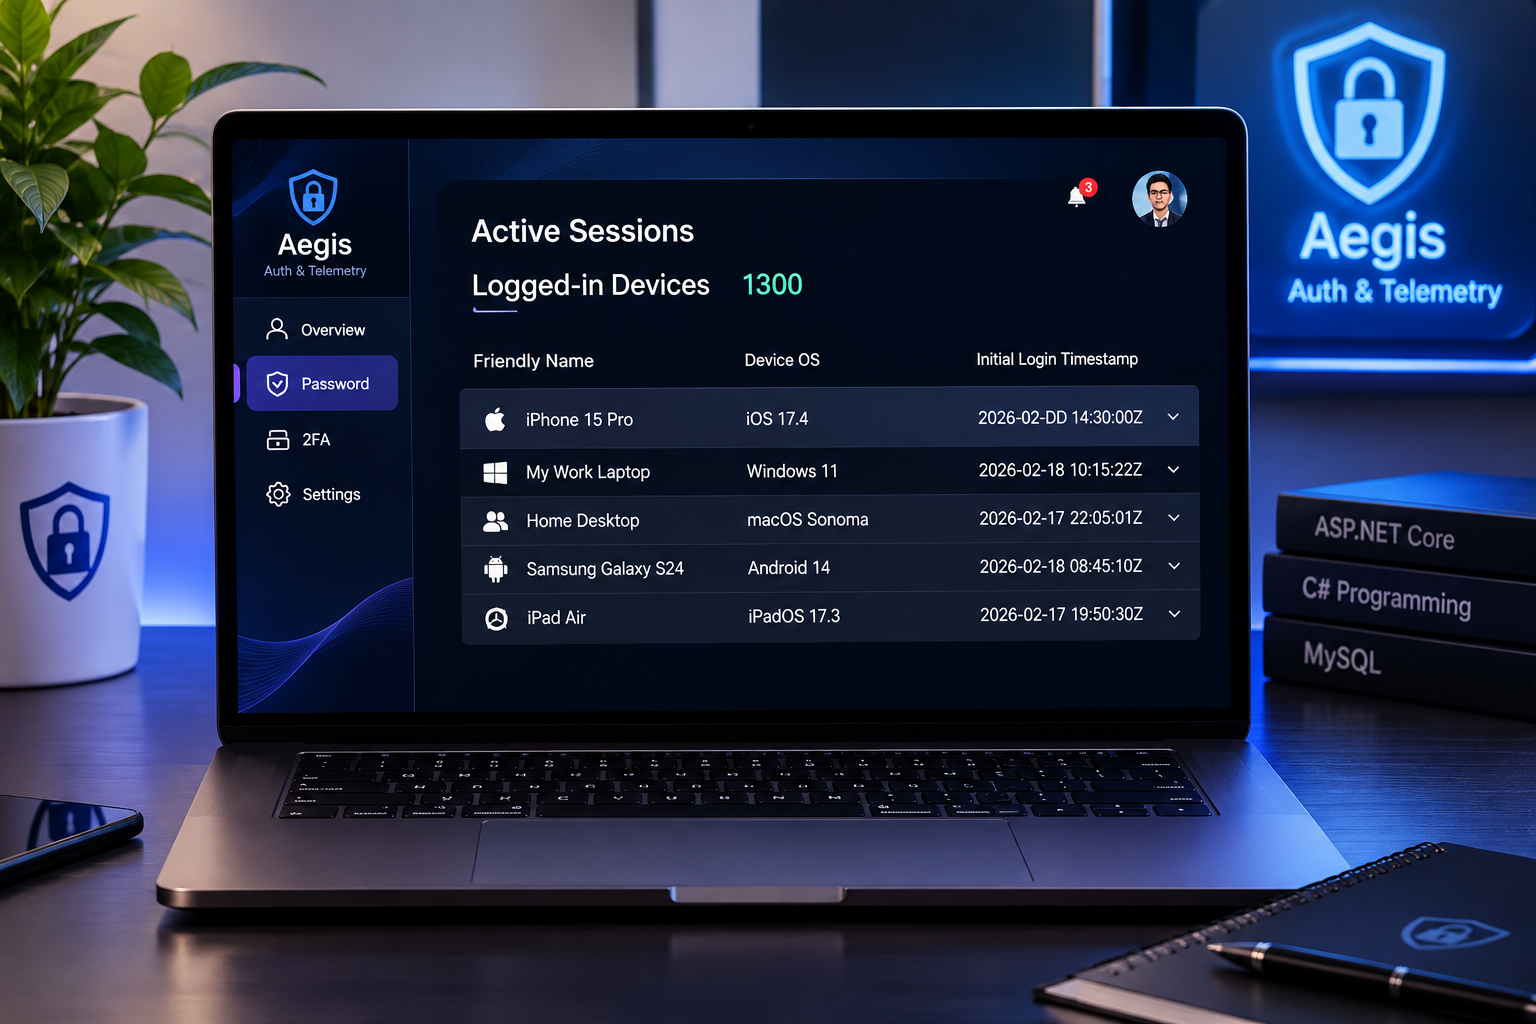 Aegis
Auth & Telemetry
Overview
Password
2FA
Settings
3
Active Sessions
Logged-in Devices 1300
Friendly Name Device OS Initial Login Timestamp
iPhone 15 Pro iOS 17.4 2026-02-DD 14:30:00Z
My Work Laptop Windows 11 2026-02-18 10:15:22Z
Home Desktop macOS Sonoma 2026-02-17 22:05:01Z
Samsung Galaxy S24 Android 14 2026-02-18 08:45:10Z
iPad Air iPadOS 17.3 2026-02-17 19:50:30Z
Aegis
Auth & Telemetry
ASP.NET Core
C# Programming
MySQL